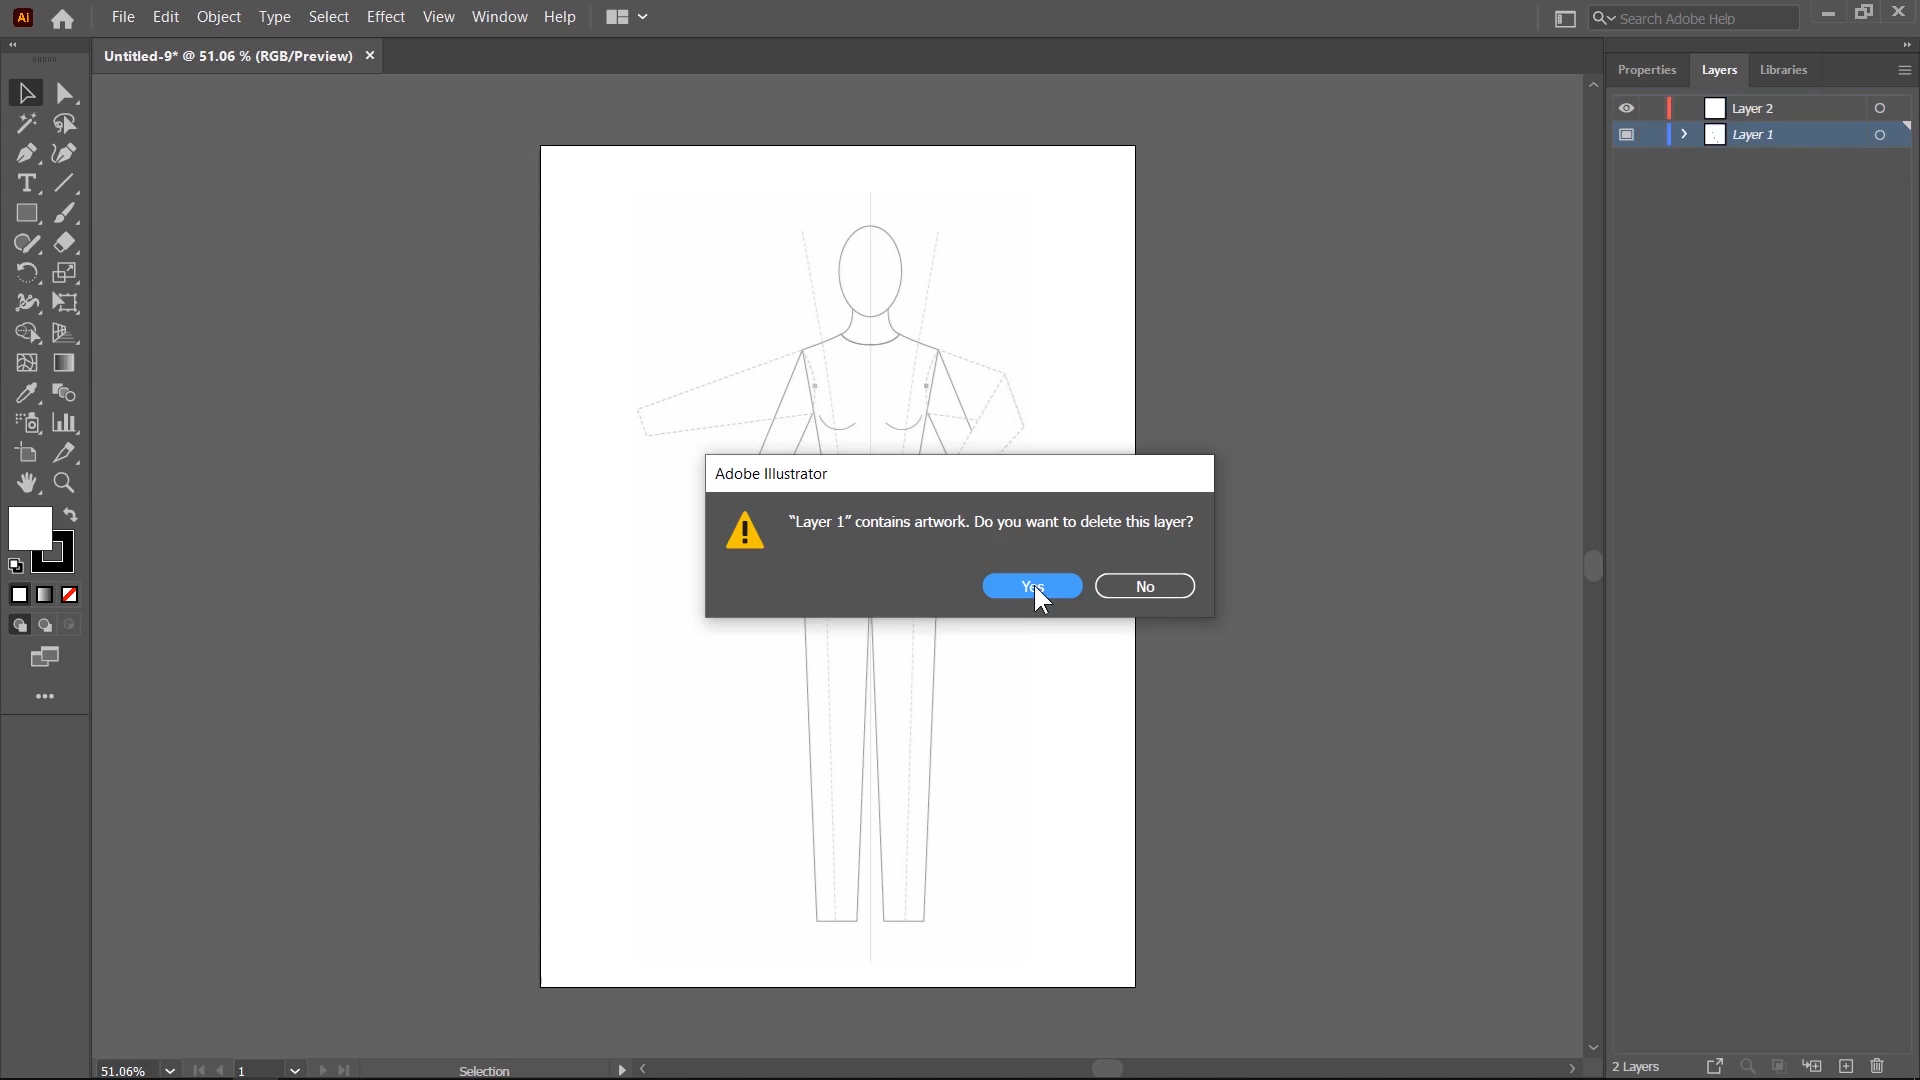 Ai File Edit Object Type Select Effect View Window Help Search Adobe Help
Untitled-9* @ 51.06 % (RGB/Preview)
Properties Layers Libraries
Layer 2
Layer 1
Adobe Illustrator
"Layer 1" contains artwork. Do you want to delete this layer?
Yes No
51.06% 1 Selection 2 Layers